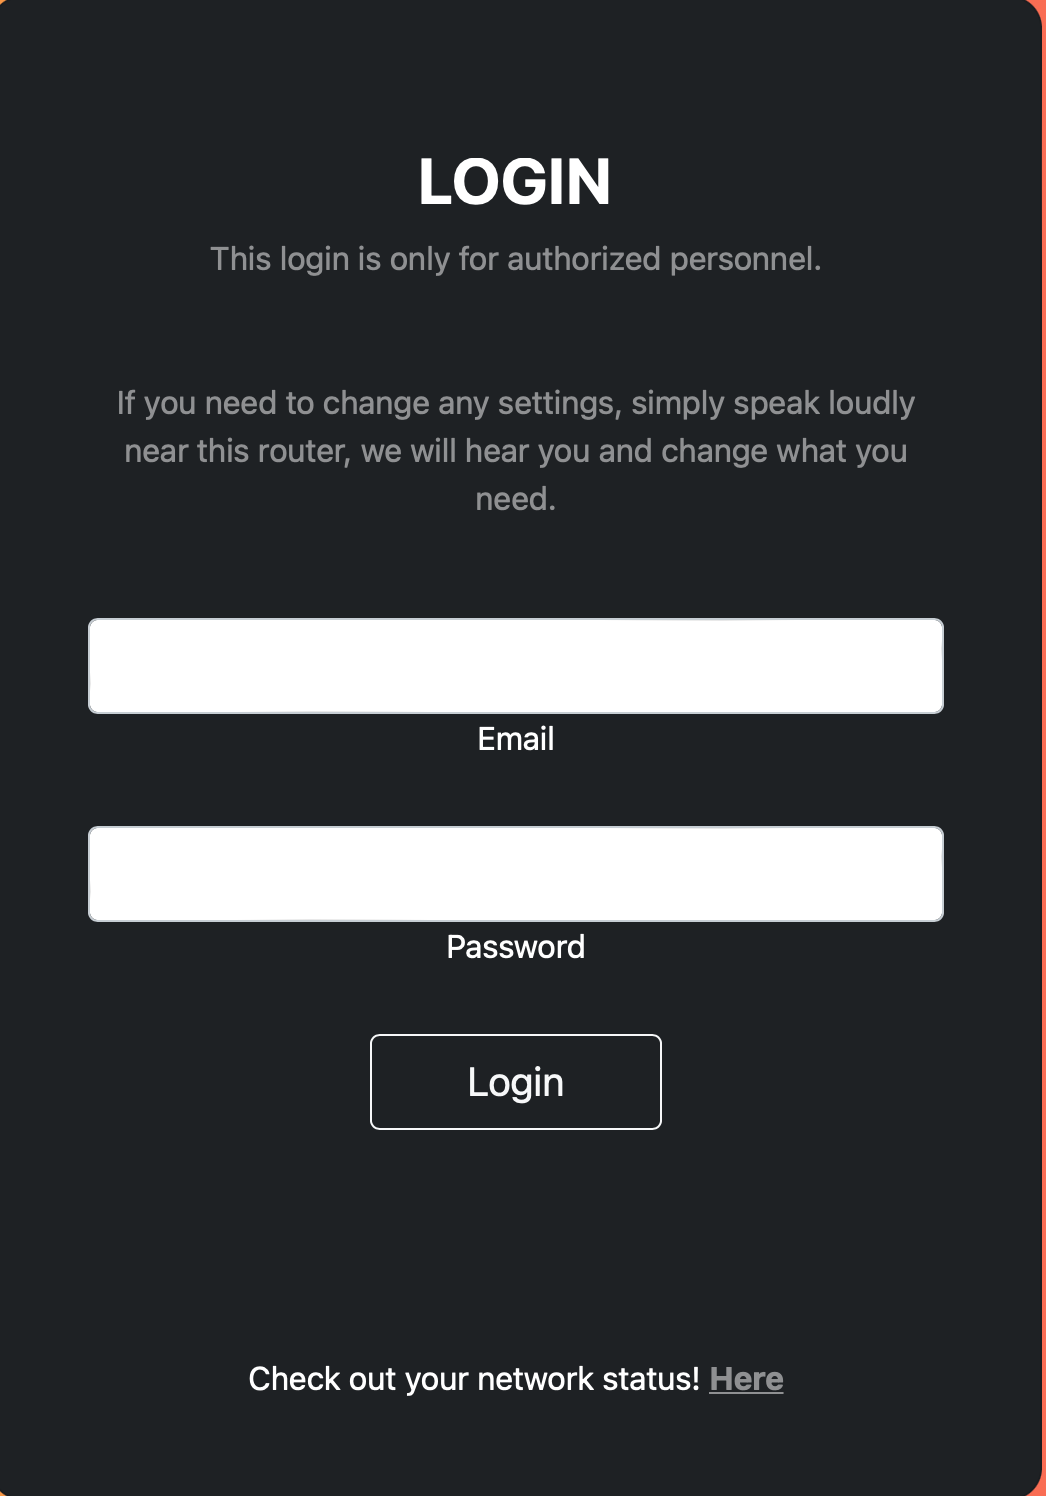 LOGIN
This login is only for authorized personnel.
If you need to change any settings, simply speak loudly
near this router, we will hear you and change what you
need.
Email
Password
Login
Check out your network status! Here